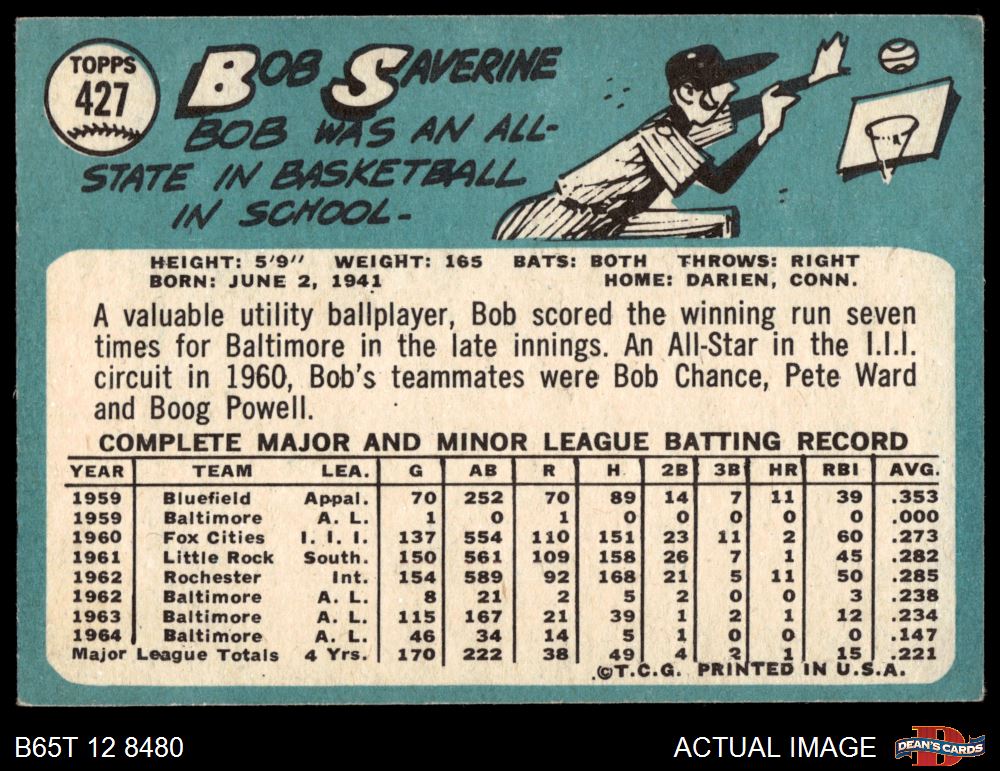 TOPPS
427
BOB SAVERINE
BOB WAS AN ALL-
STATE IN BASKETBALL
IN SCHOOL-
HEIGHT: 5'9" WEIGHT: 165 BATS: BOTH THROWS: RIGHT
BORN: JUNE 2, 1941 HOME: DARIEN, CONN.
A valuable utility ballplayer, Bob scored the winning run seven
times for Baltimore in the late innings. An All-Star in the I.I.I.
circuit in 1960, Bob's teammates were Bob Chance, Pete Ward
and Boog Powell.
COMPLETE MAJOR AND MINOR LEAGUE BATTING RECORD
YEAR TEAM LEA. G AB R H 2B 3B HR RBI AVG.
1959 Bluefield Appal. 70 252 70 89 14 7 11 39 .353
1959 Baltimore A. L. 1 0 1 0 0 0 0 0 .000
1960 Fox Cities I. I. I. 137 554 110 151 23 11 2 60 .273
1961 Little Rock South. 150 561 109 158 26 7 1 45 .282
1962 Rochester Int. 154 589 92 168 21 5 11 50 .285
1962 Baltimore A. L. 8 21 2 5 2 0 0 3 .238
1963 Baltimore A. L. 115 167 21 39 1 2 1 12 .234
1964 Baltimore A. L. 46 34 14 5 1 0 0 0 .147
Major League Totals 4 Yrs. 170 222 38 49 4 2 1 15 .221
©T.C.G. PRINTED IN U.S.A.
B65T 12 8480
ACTUAL IMAGE
DEAN'S CARDS